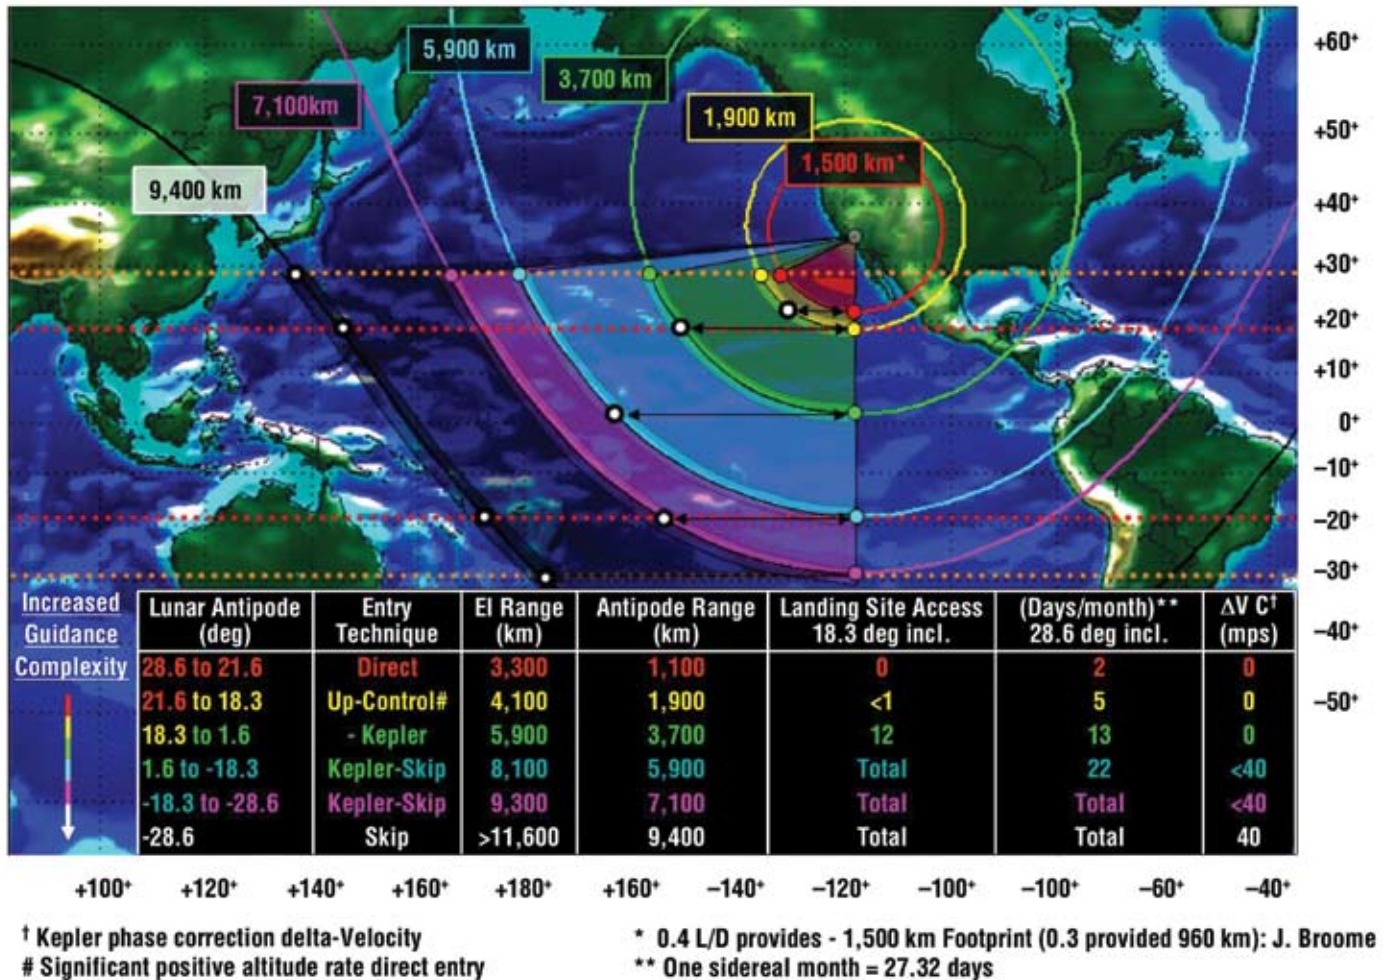 5,900 km
+60⁺
3,700 km
7,100km
1,900 km
+50⁺
1,500 km*
9,400 km
+40⁺
+30⁺
+20⁺
+10⁺
0⁺
–10⁺
–20⁺
–30⁺
–40⁺
–50⁺
Increased
Guidance
Complexity
Lunar Antipode (deg) Entry Technique EI Range (km) Antipode Range (km) Landing Site Access 18.3 deg incl. (Days/month)** 28.6 deg incl. ΔV C† (mps)
28.6 to 21.6 Direct 3,300 1,100 0 2 0
21.6 to 18.3 Up-Control# 4,100 1,900 <1 5 0
18.3 to 1.6 - Kepler 5,900 3,700 12 13 0
1.6 to -18.3 Kepler-Skip 8,100 5,900 Total 22 <40
-18.3 to -28.6 Kepler-Skip 9,300 7,100 Total Total <40
-28.6 Skip >11,600 9,400 Total Total 40
+100⁺ +120⁺ +140⁺ +160⁺ +180⁺ +160⁺ –140⁺ –120⁺ –100⁺ –100⁺ –60⁺ –40⁺
† Kepler phase correction delta-Velocity
# Significant positive altitude rate direct entry
* 0.4 L/D provides - 1,500 km Footprint (0.3 provided 960 km): J. Broome
** One sidereal month = 27.32 days